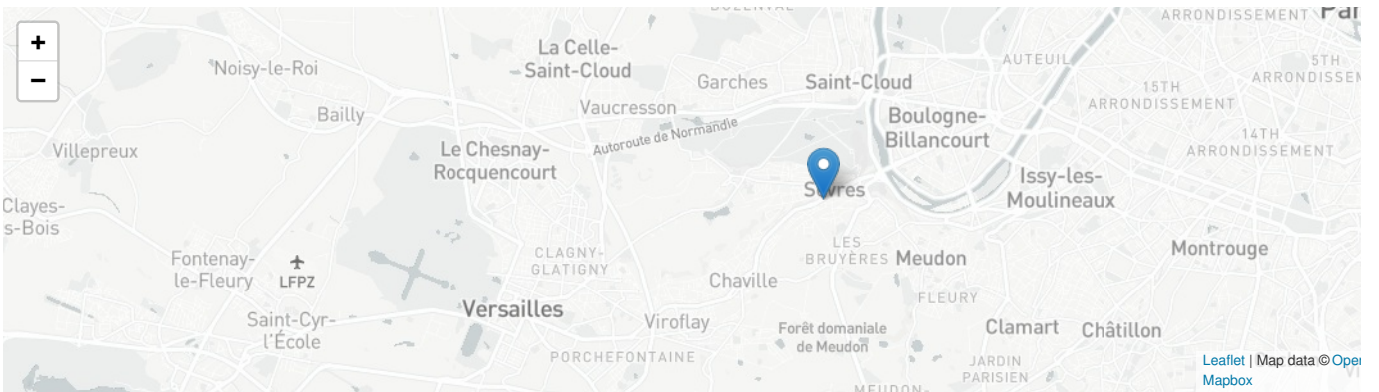 +
−
BUZENVAL
ARRONDISSEMENT
Noisy-le-Roi
La Celle-
Saint-Cloud
Garches
Saint-Cloud
AUTEUIL
5TH
15TH
ARRONDISSEMENT
Bailly
Vaucresson
Boulogne-
Billancourt
Autoroute de Normandie
14TH
ARRONDISSEMENT
Villepreux
Le Chesnay-
Rocquencourt
Issy-les-
Moulineaux
Clayes-
s-Bois
CLAGNY-
GLATIGNY
LES
BRUYÈRES
Meudon
Montrouge
Fontenay-
le-Fleury
LFPZ
Chaville
FLEURY
Versailles
Saint-Cyr-
l'École
Viroflay
Forêt domaniale
de Meudon
Clamart
Châtillon
PORCHEFONTAINE
JARDIN
PARISIEN
MEUDON-
Leaflet | Map data © Open
Mapbox